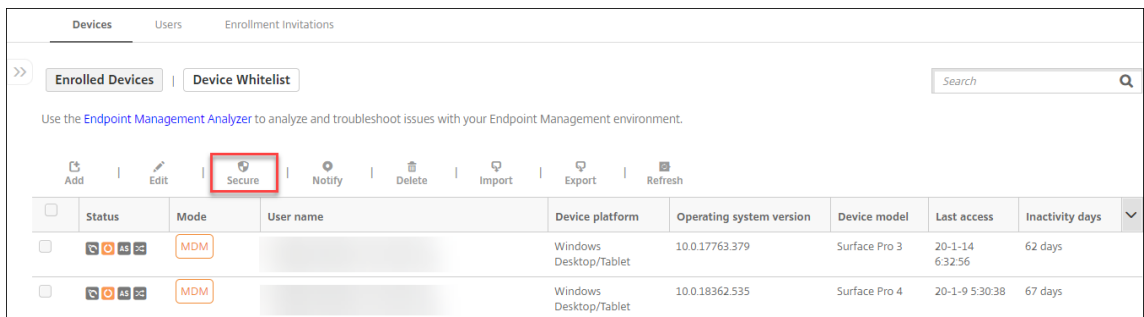 Devices Users Enrollment Invitations
>>
Enrolled Devices | Device Whitelist Search
Use the Endpoint Management Analyzer to analyze and troubleshoot issues with your Endpoint Management environment.
Add | Edit | Secure | Notify | Delete | Import | Export | Refresh
Status Mode User name Device platform Operating system version Device model Last access Inactivity days
AS MDM Windows Desktop/Tablet 10.0.17763.379 Surface Pro 3 20-1-14 6:32:56 62 days
AS MDM Windows Desktop/Tablet 10.0.18362.535 Surface Pro 4 20-1-9 5:30:38 67 days